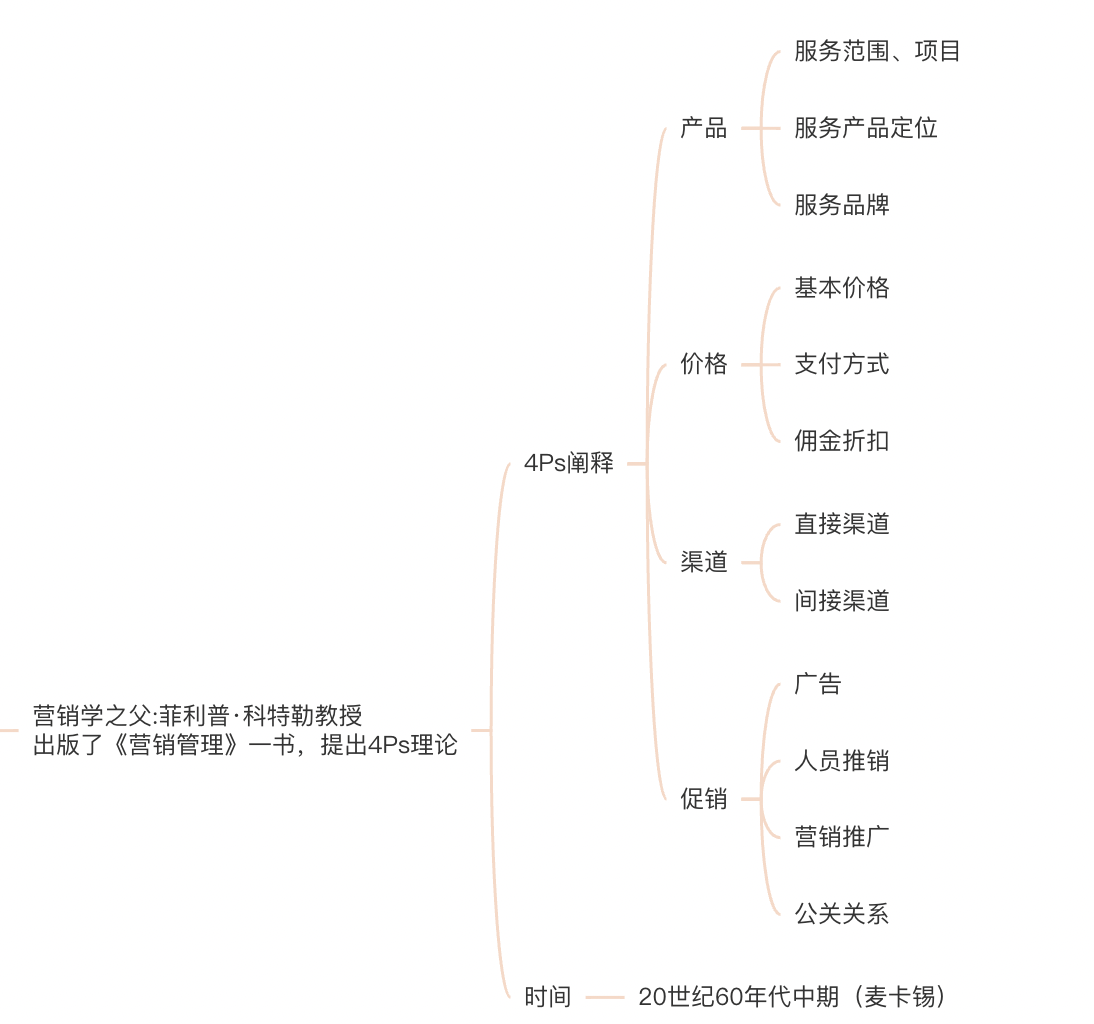 营销学之父:菲利普·科特勒教授
出版了《营销管理》一书，提出4Ps理论
4Ps阐释
产品
服务范围、项目
服务产品定位
服务品牌
价格
基本价格
支付方式
佣金折扣
渠道
直接渠道
间接渠道
促销
广告
人员推销
营销推广
公关关系
时间
20世纪60年代中期（麦卡锡）